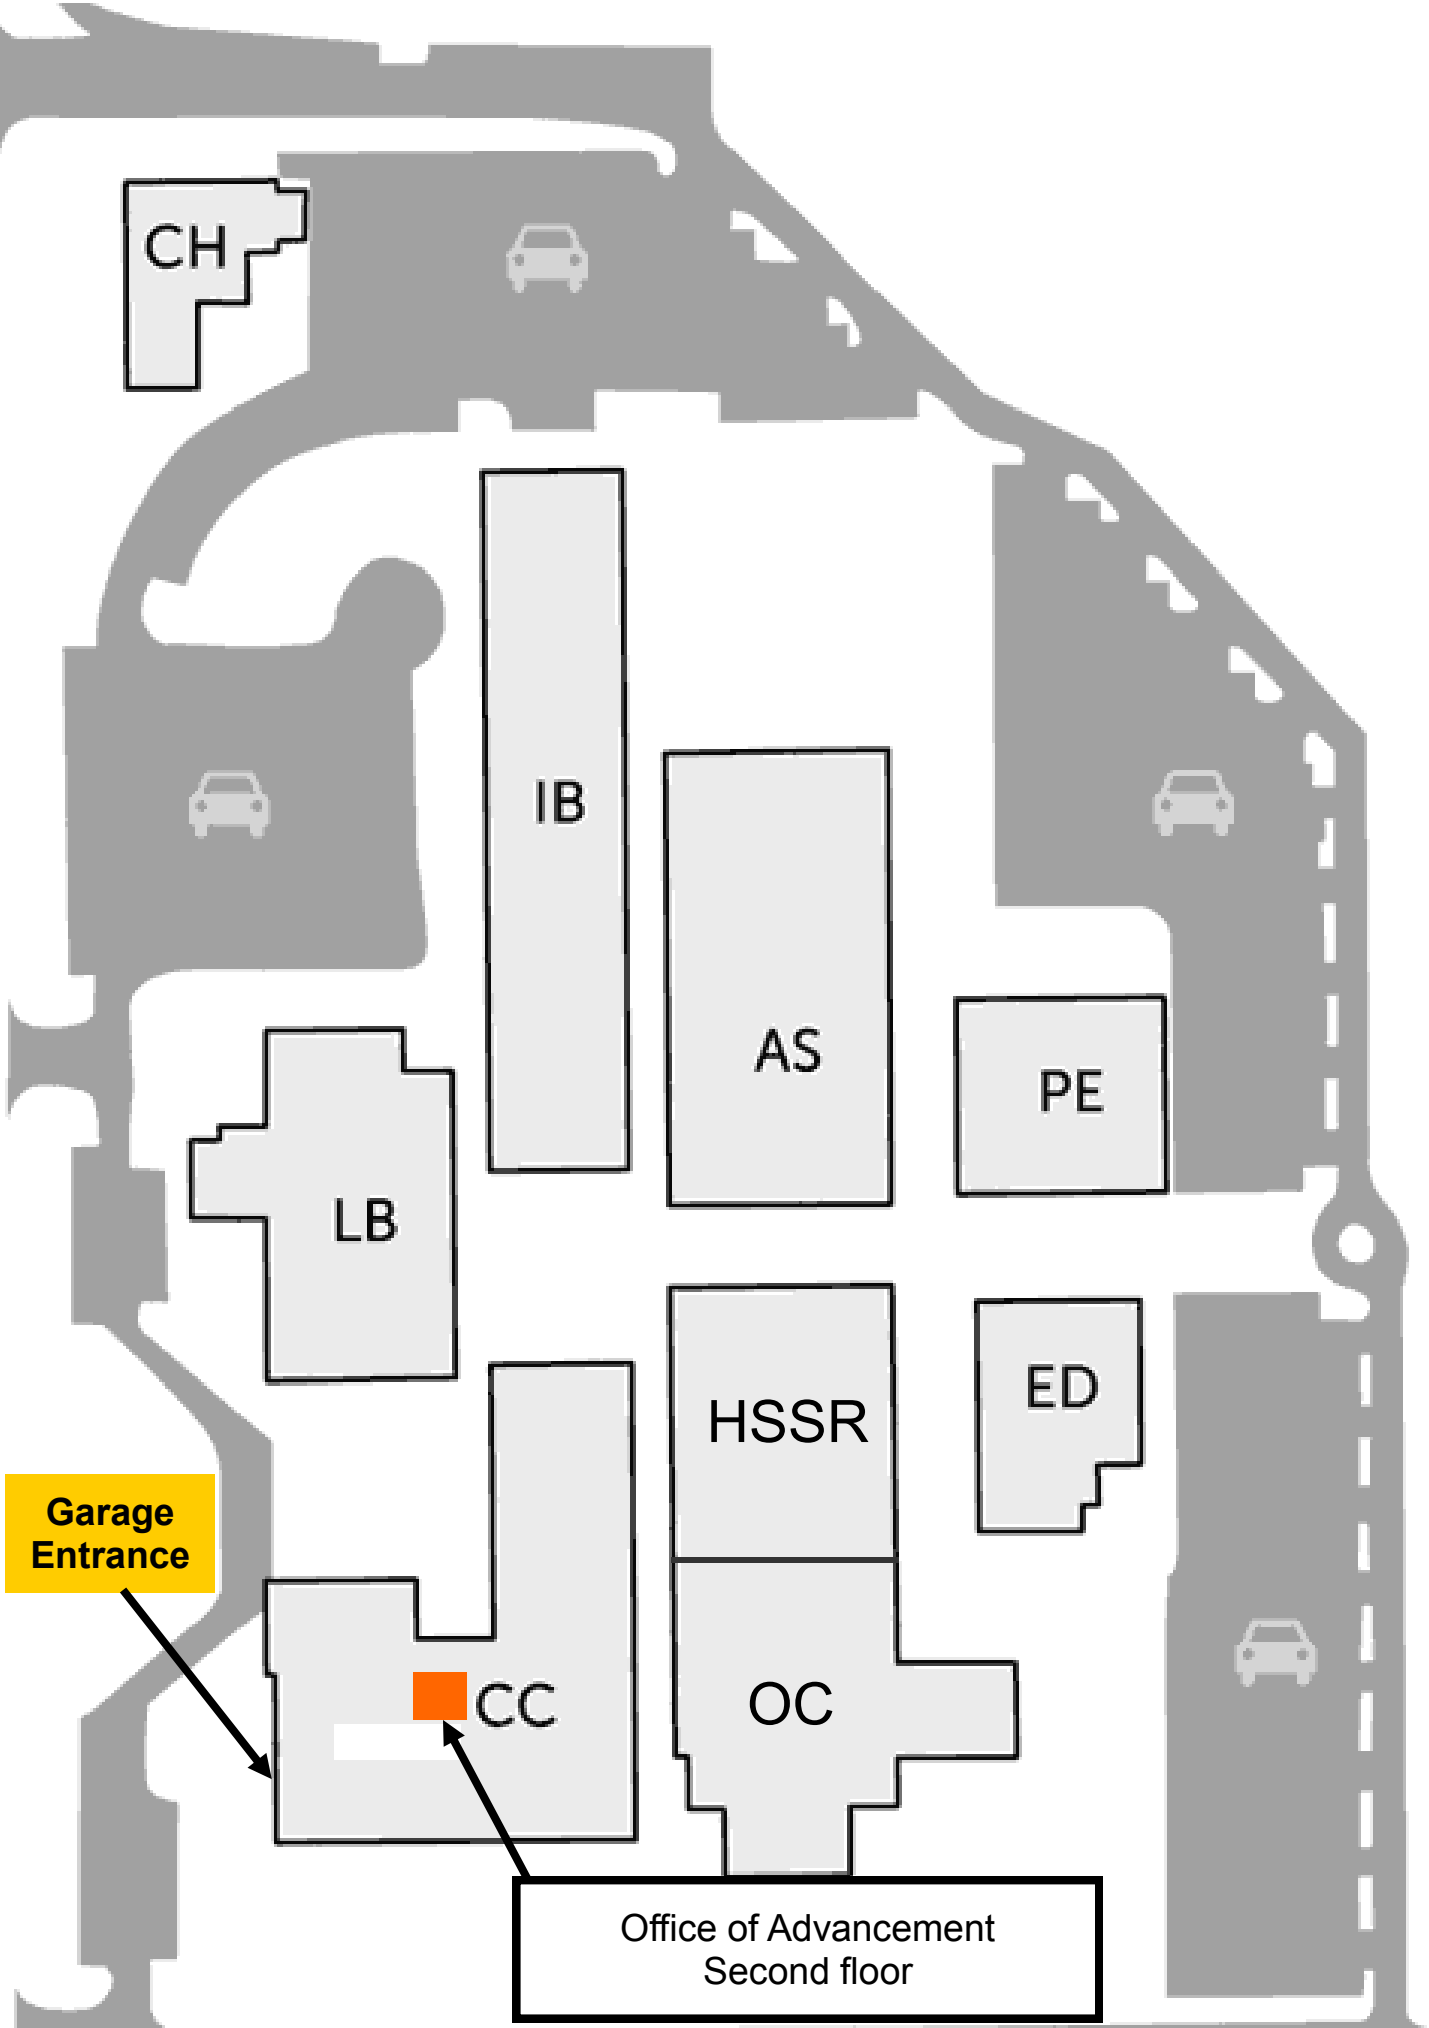 CH
IB
AS
PE
LB
ED
HSSR
Garage
Entrance
CC
OC
Office of Advancement
Second floor